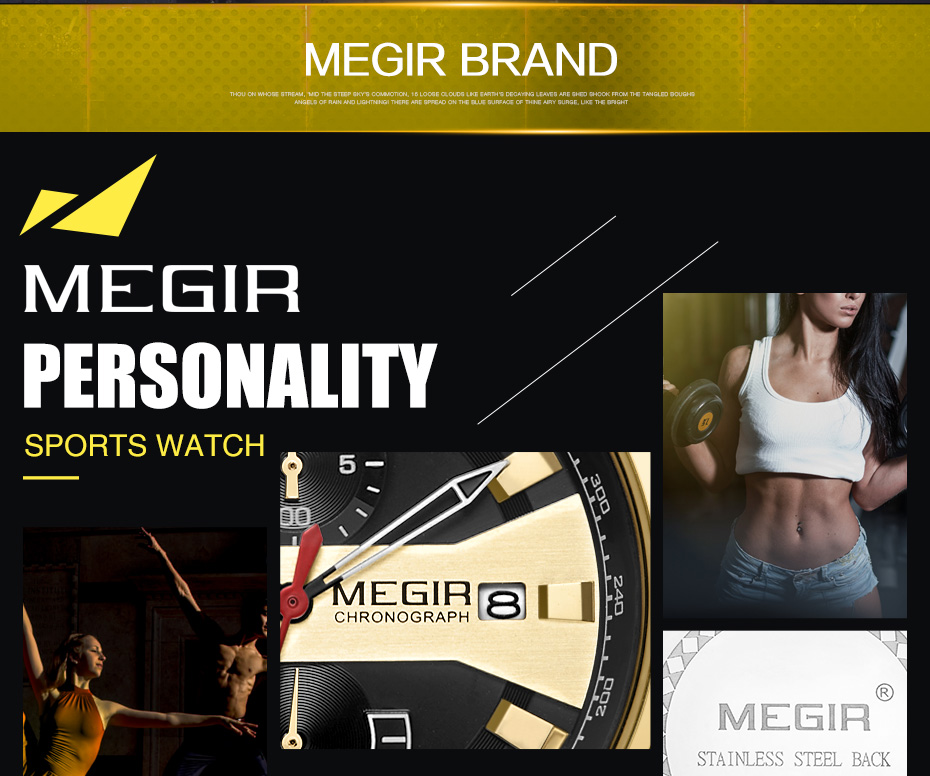 MEGIR BRAND
THOU ON WHOSE STREAM, 'MID THE STEEP SKY'S COMMOTION, 16 LOOSE CLOUDS LIKE EARTH'S DECAYING LEAVES ARE SHED SHOOK FROM THE TANGLED BOUGHS
ANGELS OF RAIN AND LIGHTNING! THERE ARE SPREAD ON THE BLUE SURFACE OF THINE AIRY SURGE, LIKE THE BRIGHT
MEGIR
PERSONALITY
SPORTS WATCH
5
300
240
200
MEGIR
CHRONOGRAPH
8
MEGIR®
STAINLESS STEEL BACK